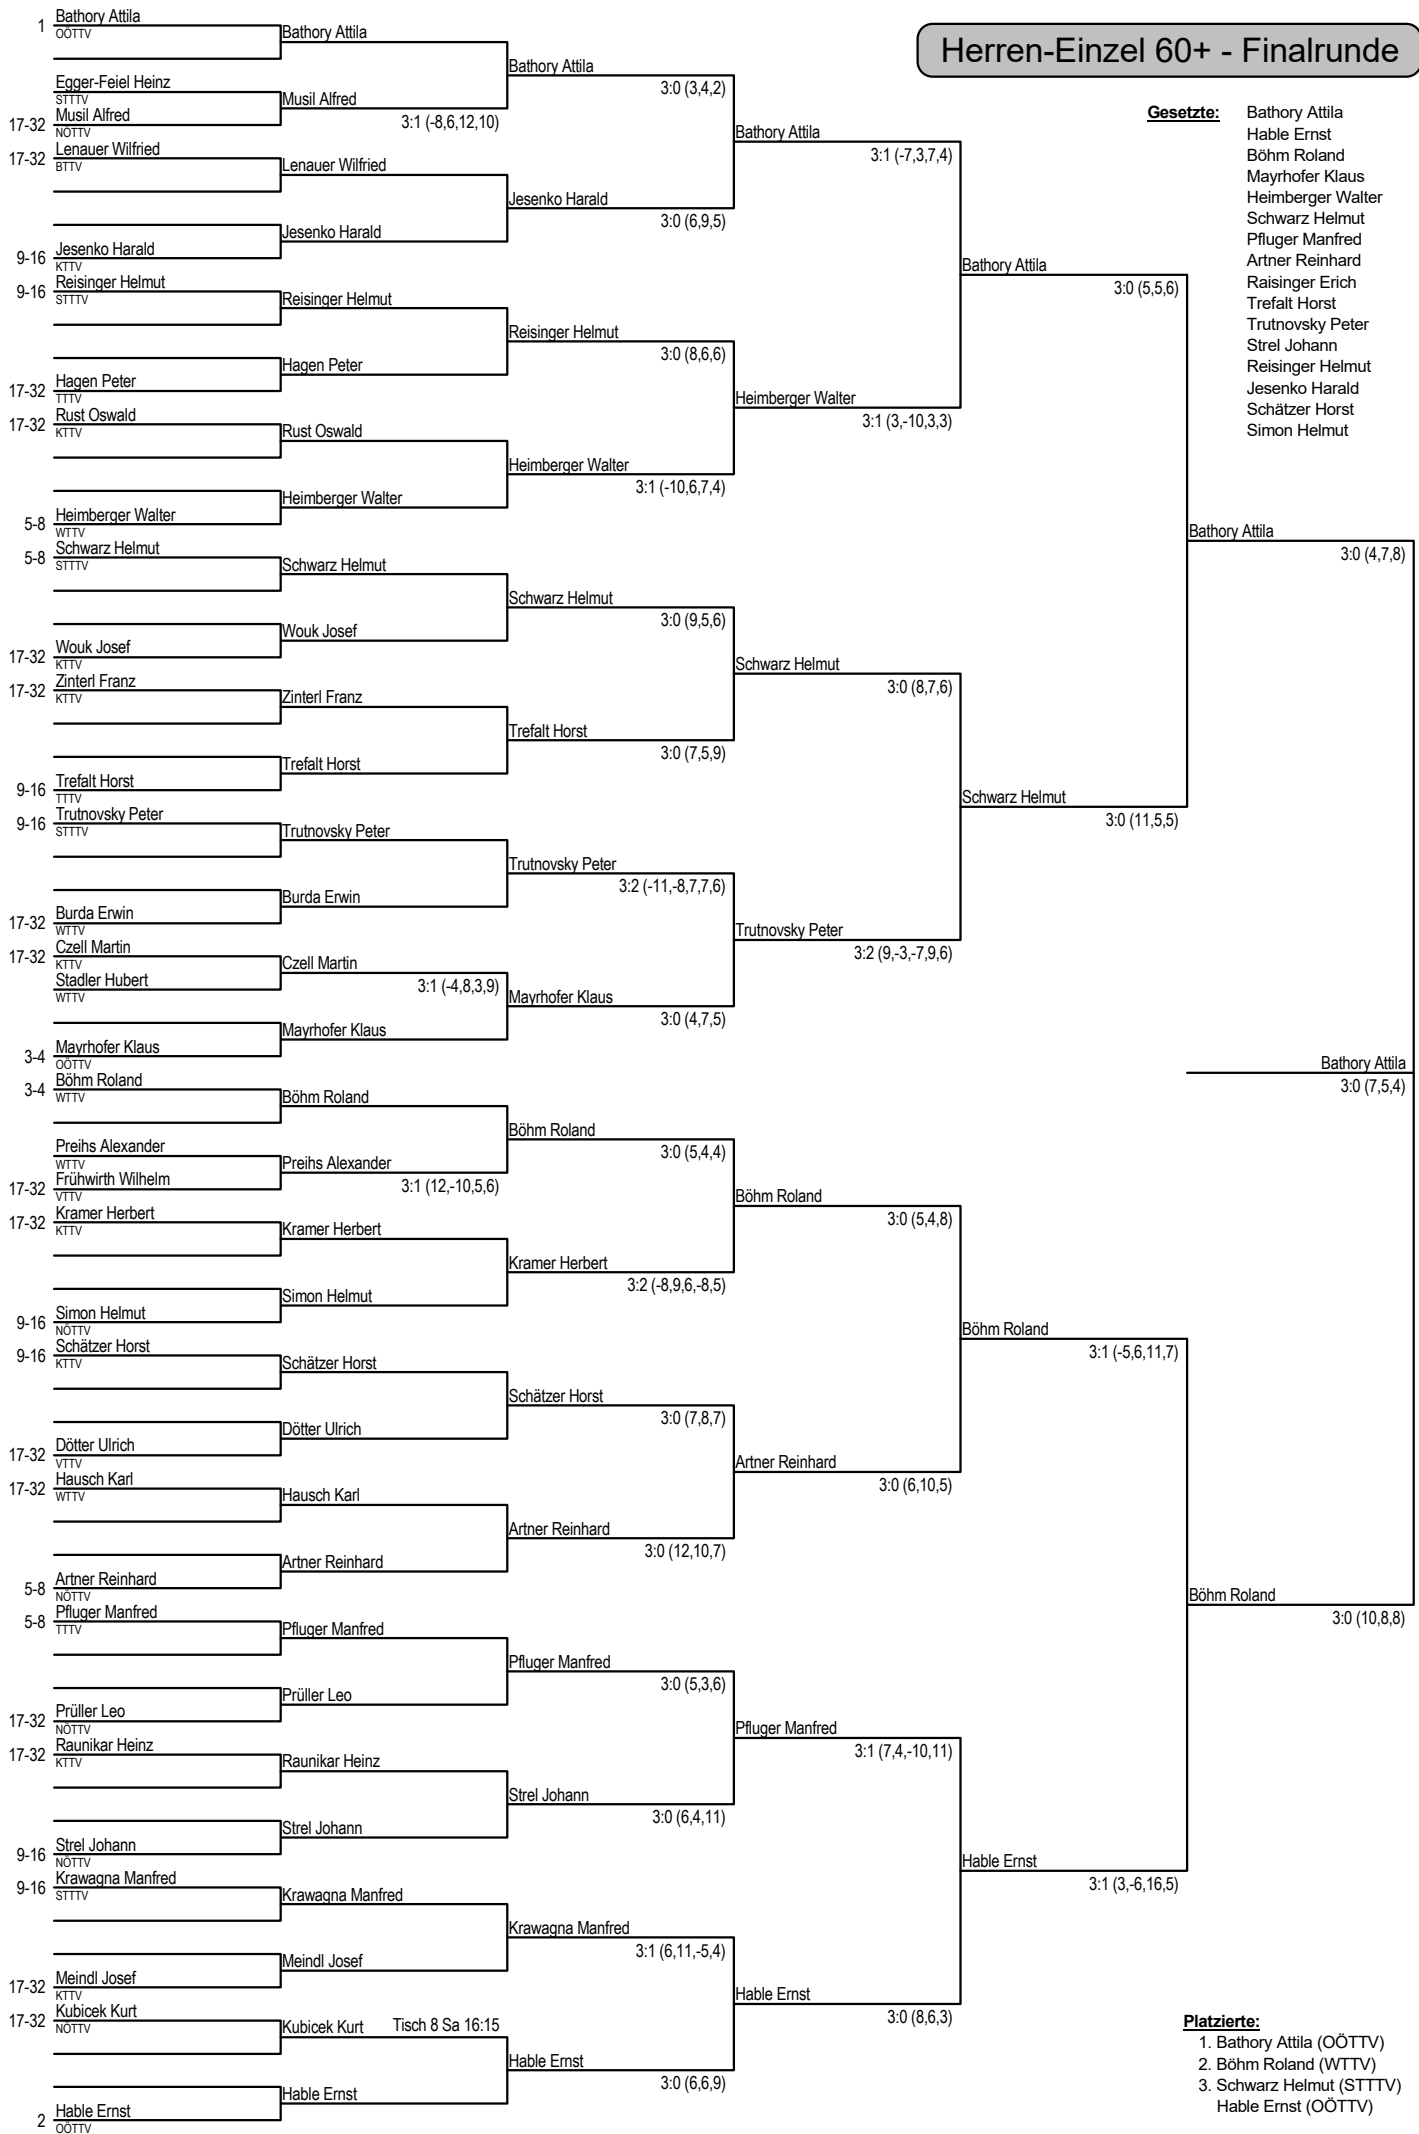 Herren-Einzel 60+ - Finalrunde
Gesetzte: Bathory Attila
Hable Ernst
Böhm Roland
Mayrhofer Klaus
Heimberger Walter
Schwarz Helmut
Pfluger Manfred
Artner Reinhard
Raisinger Erich
Trefalt Horst
Trutnovsky Peter
Strel Johann
Reisinger Helmut
Jesenko Harald
Schätzer Horst
Simon Helmut
1 Bathory Attila
OÖTTV
Egger-Feiel Heinz
STTTV
17-32 Musil Alfred
NÖTTV
17-32 Lenauer Wilfried
BTTV
9-16 Jesenko Harald
KTTV
9-16 Reisinger Helmut
STTTV
17-32 Hagen Peter
TTTV
17-32 Rust Oswald
KTTV
5-8 Heimberger Walter
WTTV
5-8 Schwarz Helmut
STTTV
17-32 Wouk Josef
KTTV
17-32 Zinterl Franz
KTTV
9-16 Trefalt Horst
TTTV
9-16 Trutnovsky Peter
STTTV
17-32 Burda Erwin
WTTV
17-32 Czell Martin
KTTV
Stadler Hubert
WTTV
3-4 Mayrhofer Klaus
OÖTTV
3-4 Böhm Roland
WTTV
Preihs Alexander
WTTV
17-32 Frühwirth Wilhelm
VTTV
17-32 Kramer Herbert
KTTV
9-16 Simon Helmut
NÖTTV
9-16 Schätzer Horst
KTTV
17-32 Dötter Ulrich
VTTV
17-32 Hausch Karl
WTTV
5-8 Artner Reinhard
NÖTTV
5-8 Pfluger Manfred
TTTV
17-32 Prüller Leo
NÖTTV
17-32 Raunikar Heinz
KTTV
9-16 Strel Johann
NÖTTV
9-16 Krawagna Manfred
STTTV
17-32 Meindl Josef
KTTV
17-32 Kubicek Kurt
NÖTTV
2 Hable Ernst
OÖTTV
Bathory Attila
Musil Alfred
3:1 (-8,6,12,10)
Lenauer Wilfried
Jesenko Harald
Reisinger Helmut
Hagen Peter
Rust Oswald
Heimberger Walter
Schwarz Helmut
Wouk Josef
Zinterl Franz
Trefalt Horst
Trutnovsky Peter
Burda Erwin
Czell Martin
3:1 (-4,8,3,9)
Mayrhofer Klaus
Böhm Roland
Preihs Alexander
3:1 (12,-10,5,6)
Kramer Herbert
Simon Helmut
Schätzer Horst
Dötter Ulrich
Hausch Karl
Artner Reinhard
Pfluger Manfred
Prüller Leo
Raunikar Heinz
Strel Johann
Krawagna Manfred
Meindl Josef
Kubicek Kurt Tisch 8 Sa 16:15
Hable Ernst
Bathory Attila
3:0 (3,4,2)
Jesenko Harald
3:0 (6,9,5)
Reisinger Helmut
3:0 (8,6,6)
Heimberger Walter
3:1 (-10,6,7,4)
Schwarz Helmut
3:0 (9,5,6)
Trefalt Horst
3:0 (7,5,9)
Trutnovsky Peter
3:2 (-11,-8,7,7,6)
Mayrhofer Klaus
3:0 (4,7,5)
Böhm Roland
3:0 (5,4,4)
Kramer Herbert
3:2 (-8,9,6,-8,5)
Schätzer Horst
3:0 (7,8,7)
Artner Reinhard
3:0 (12,10,7)
Pfluger Manfred
3:0 (5,3,6)
Strel Johann
3:0 (6,4,11)
Krawagna Manfred
3:1 (6,11,-5,4)
Hable Ernst
3:0 (6,6,9)
Bathory Attila
3:1 (-7,3,7,4)
Heimberger Walter
3:1 (3,-10,3,3)
Schwarz Helmut
3:0 (8,7,6)
Trutnovsky Peter
3:2 (9,-3,-7,9,6)
Böhm Roland
3:0 (5,4,8)
Artner Reinhard
3:0 (6,10,5)
Pfluger Manfred
3:1 (7,4,-10,11)
Hable Ernst
3:0 (8,6,3)
Bathory Attila
3:0 (5,5,6)
Schwarz Helmut
3:0 (11,5,5)
Böhm Roland
3:1 (-5,6,11,7)
Hable Ernst
3:1 (3,-6,16,5)
Bathory Attila
3:0 (4,7,8)
Böhm Roland
3:0 (10,8,8)
Bathory Attila
3:0 (7,5,4)
Platzierte:
1. Bathory Attila (OÖTTV)
2. Böhm Roland (WTTV)
3. Schwarz Helmut (STTTV)
Hable Ernst (OÖTTV)